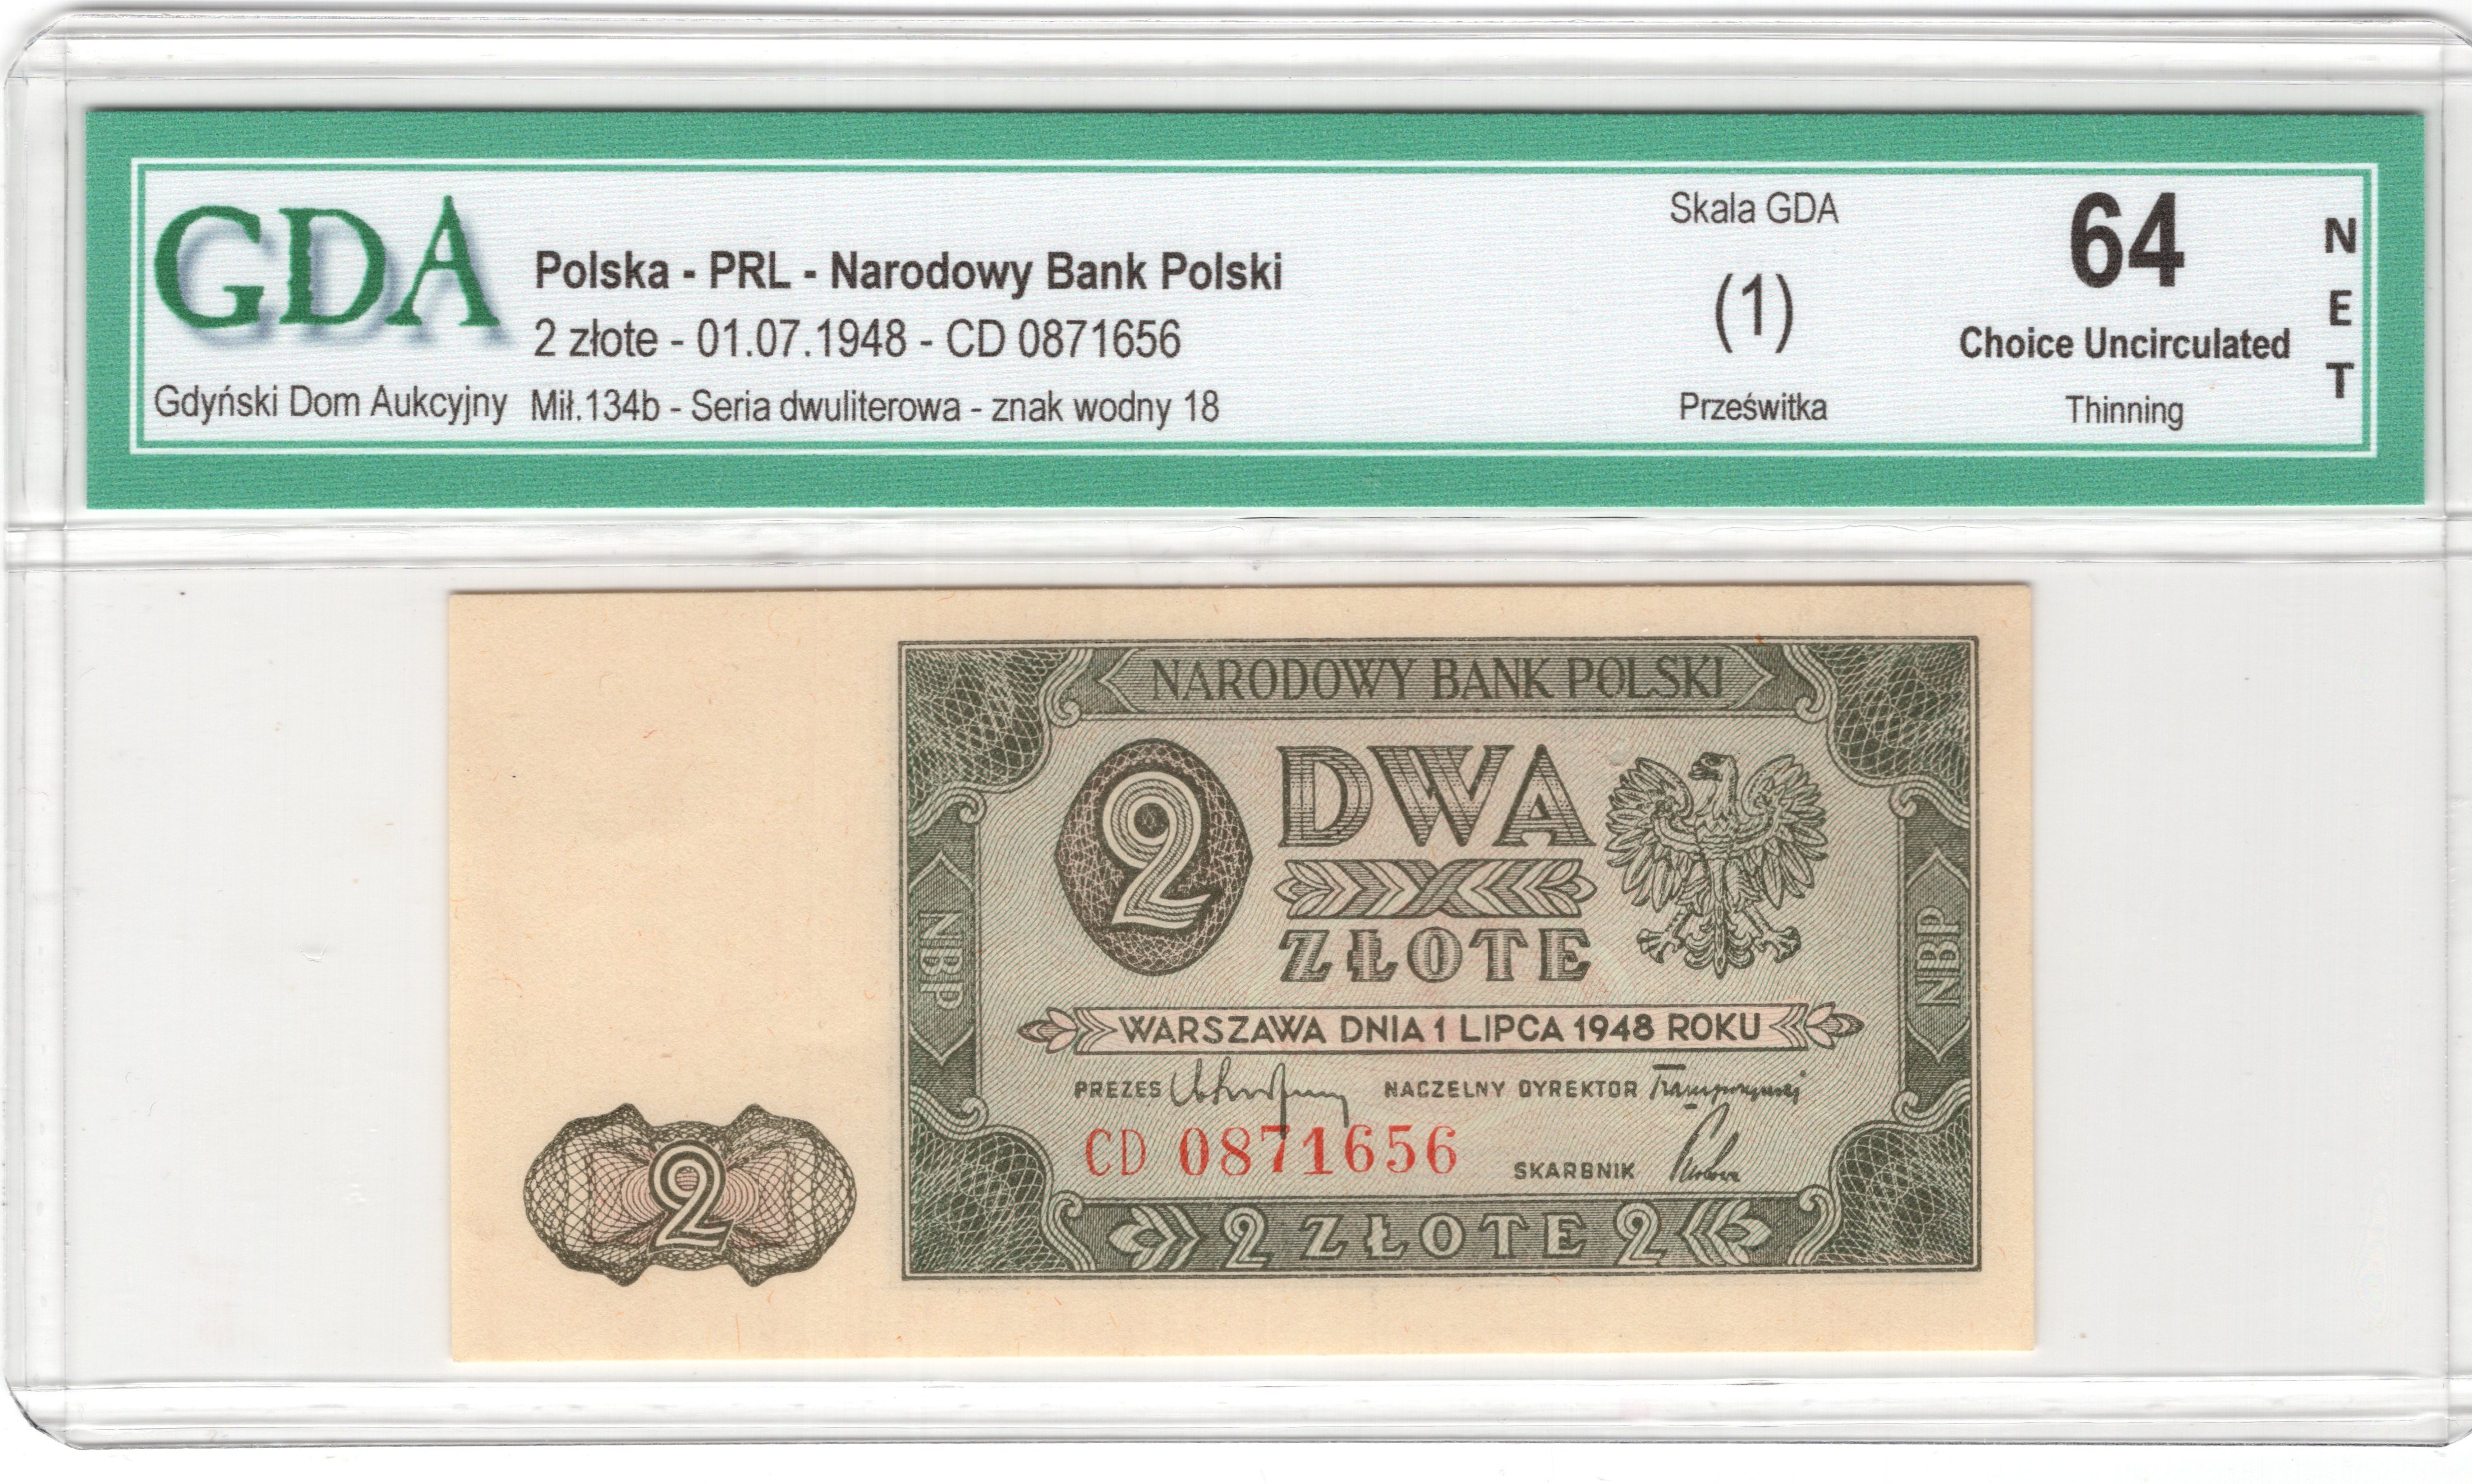 GDA
Gdyński Dom Aukcyjny
Polska - PRL - Narodowy Bank Polski
2 złote - 01.07.1948 - CD 0871656
Mił.134b - Seria dwuliterowa - znak wodny 18
Skala GDA
(1)
Prześwitka
64
Choice Uncirculated
Thinning
NET
NARODOWY BANK POLSKI
2
DWA
ZŁOTE
NBP
NBP
WARSZAWA DNIA 1 LIPCA 1948 ROKU
PREZES NACZELNY DYREKTOR
CD 0871656
SKARBNIK
2
2 ZŁOTE 2